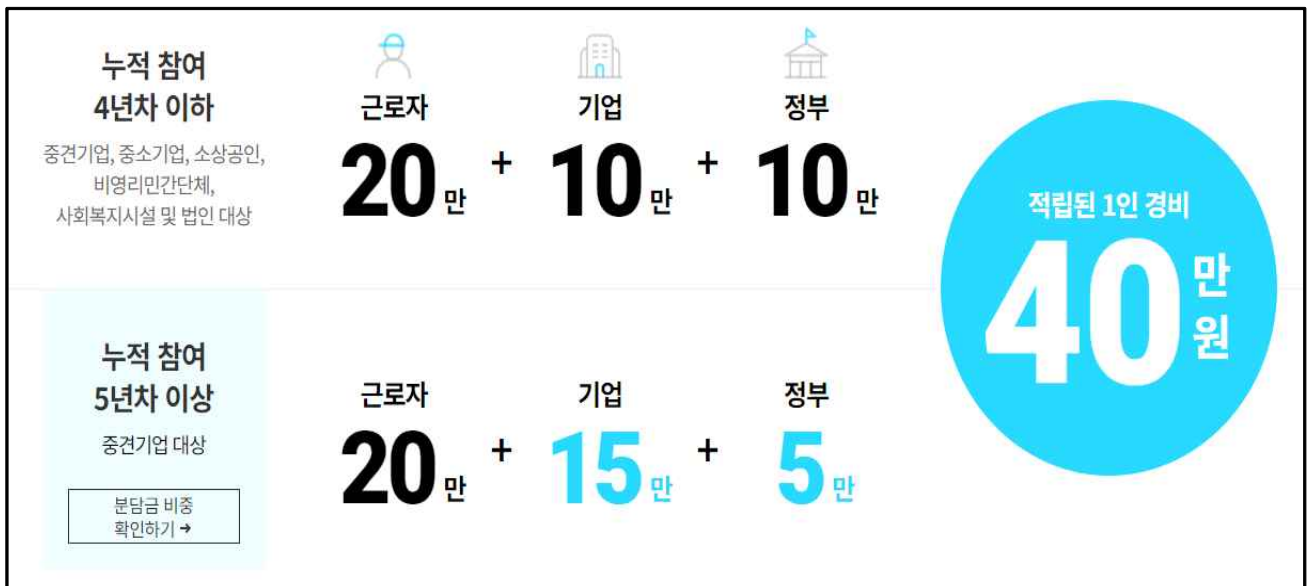 누적 참여
4년차 이하
중견기업, 중소기업, 소상공인,
비영리민간단체,
사회복지시설 및 법인 대상
근로자
20만
+
기업
10만
+
정부
10만
적립된 1인 경비
40만원
누적 참여
5년차 이상
중견기업 대상
분담금 비중
확인하기 →
근로자
20만
+
기업
15만
+
정부
5만